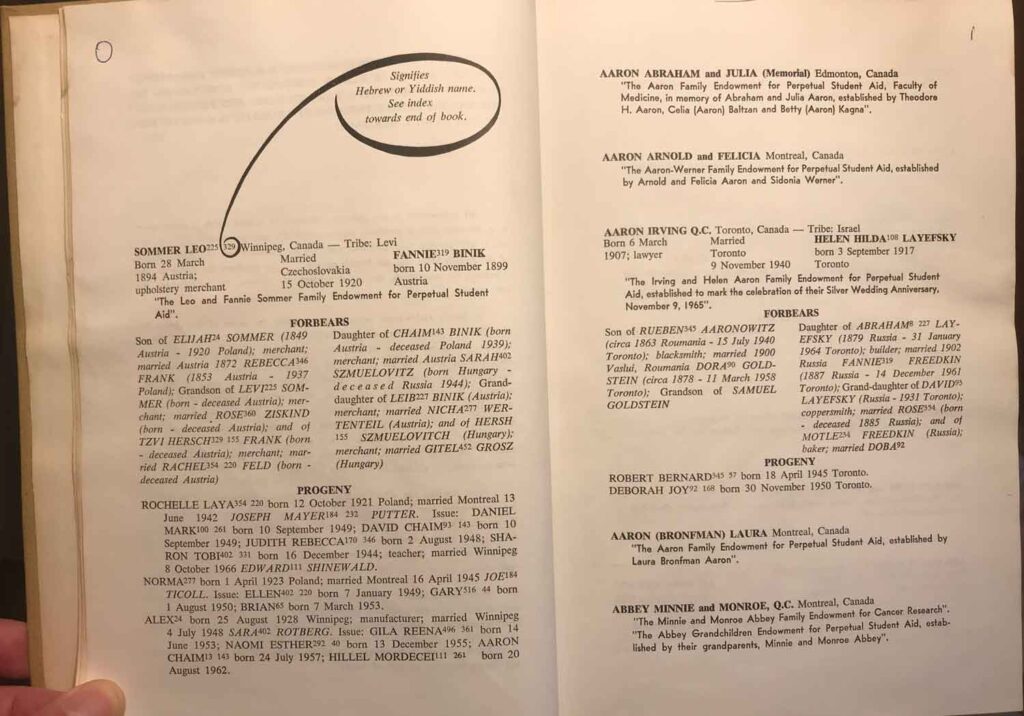 Signifies
Hebrew or Yiddish name.
See index
towards end of book.
SOMMER LEO225 329 Winnipeg, Canada — Tribe: Levi
Born 28 March
1894 Austria;
upholstery merchant
Married
Czechoslovakia
15 October 1920
FANNIE319 BINIK
born 10 November 1899
Austria
"The Leo and Fannie Sommer Family Endowment for Perpetual Student
Aid".
FORBEARS
Son of ELIJAH24 SOMMER (1849
Austria - 1920 Poland); merchant;
married Austria 1872 REBECCA346
FRANK (1853 Austria - 1937
Poland); Grandson of LEVI225 SOM-
MER (born - deceased Austria); mer-
chant; married ROSE360 ZISKIND
(born - deceased Austria); and of
TZVI HERSCH329 155 FRANK (born
- deceased Austria); merchant; mar-
ried RACHEL354 220 FELD (born -
deceased Austria)
Daughter of CHAIM143 BINIK (born
Austria - deceased Poland 1939);
merchant; married Austria SARAH402
SZMUELOVITZ (born Hungary -
deceased Russia 1944); Grand-
daughter of LEIB227 BINIK (Austria);
merchant; married NICHA277 WER-
TENTEIL (Austria); and of HERSH
155 SZMUELOVITCH (Hungary);
merchant; married GITEL452 GROSZ
(Hungary)
PROGENY
ROCHELLE LAYA354 220 born 12 October 1921 Poland; married Montreal 13
June 1942 JOSEPH MAYER184 232 PUTTER. Issue: DANIEL
MARK100 261 born 10 September 1949; DAVID CHAIM93 143 born 10
September 1949; JUDITH REBECCA170 346 born 2 August 1948; SHA-
RON TOBI402 331 born 16 December 1944; teacher; married Winnipeg
8 October 1966 EDWARD111 SHINEWALD.
NORMA277 born 1 April 1923 Poland; married Montreal 16 April 1945 JOE184
TICOLL. Issue: ELLEN402 220 born 7 January 1949; GARY516 44 born
1 August 1950; BRIAN65 born 7 March 1953.
ALEX24 born 25 August 1928 Winnipeg; manufacturer; married Winnipeg
4 July 1948 SARA402 ROTBERG. Issue: GILA REENA496 361 born 14
June 1953; NAOMI ESTHER292 40 born 13 December 1955; AARON
CHAIM13 143 born 24 July 1957; HILLEL MORDECEI111 261 born 20
August 1962.
1
AARON ABRAHAM and JULIA (Memorial) Edmonton, Canada
"The Aaron Family Endowment for Perpetual Student Aid, Faculty of
Medicine, in memory of Abraham and Julia Aaron, established by Theodore
H. Aaron, Celia (Aaron) Baltzan and Betty (Aaron) Kagna".
AARON ARNOLD and FELICIA Montreal, Canada
"The Aaron-Werner Family Endowment for Perpetual Student Aid, established
by Arnold and Felicia Aaron and Sidonia Werner".
AARON IRVING Q.C. Toronto, Canada — Tribe: Israel
Born 6 March
1907; lawyer
Married
Toronto
9 November 1940
HELEN HILDA108 LAYEFSKY
born 3 September 1917
Toronto
"The Irving and Helen Aaron Family Endowment for Perpetual Student
Aid, established to mark the celebration of their Silver Wedding Anniversary,
November 9, 1965".
FORBEARS
Son of RUEBEN345 AARONOWITZ
(circa 1863 Roumania - 15 July 1940
Toronto); blacksmith; married 1900
Vaslui, Roumania DORA90 GOLD-
STEIN (circa 1878 - 11 March 1958
Toronto); Grandson of SAMUEL
GOLDSTEIN
Daughter of ABRAHAM8 227 LAY-
EFSKY (1879 Russia - 31 January
1964 Toronto); builder; married 1902
Russia FANNIE319 FREEDKIN
(1887 Russia - 14 December 1961
Toronto); Grand-daughter of DAVID95
LAYEFSKY (Russia - 1931 Toronto);
coppersmith; married ROSE354 (born
- deceased 1885 Russia); and of
MOTLE254 FREEDKIN (Russia);
baker; married DOBA92
PROGENY
ROBERT BERNARD345 57 born 18 April 1945 Toronto.
DEBORAH JOY92 168 born 30 November 1950 Toronto.
AARON (BRONFMAN) LAURA Montreal, Canada
"The Aaron Family Endowment for Perpetual Student Aid, established by
Laura Bronfman Aaron".
ABBEY MINNIE and MONROE, Q.C. Montreal, Canada
"The Minnie and Monroe Abbey Family Endowment for Cancer Research".
"The Abbey Grandchildren Endowment for Perpetual Student Aid, estab-
lished by their grandparents, Minnie and Monroe Abbey".